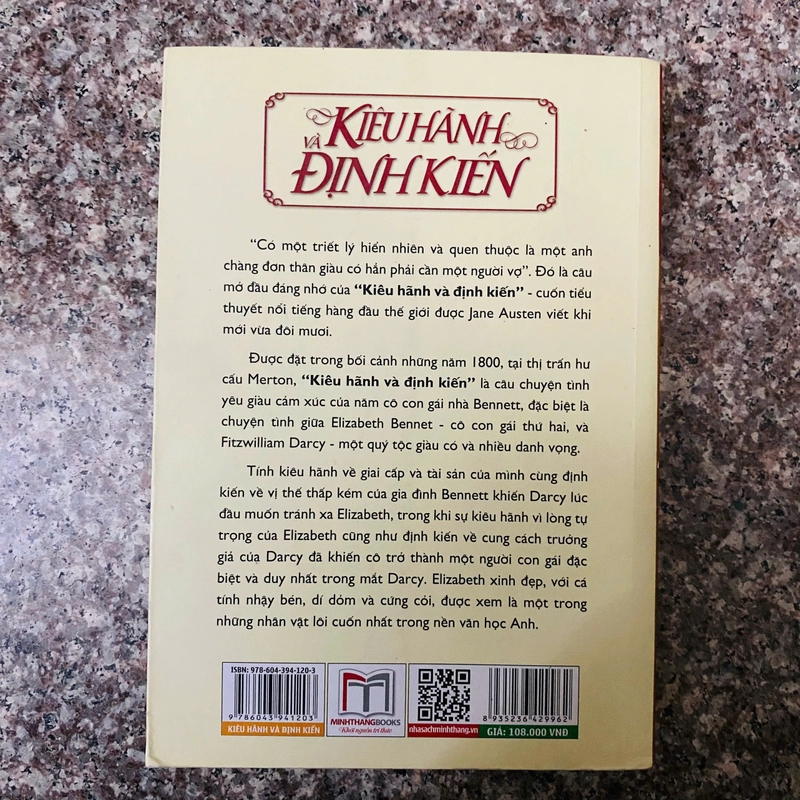 KIÊU HÃNH
VÀ
ĐỊNH KIẾN
“Có một triết lý hiển nhiên và quen thuộc là một anh
chàng đơn thân giàu có hẳn phải cần một người vợ”. Đó là câu
mở đầu đáng nhớ của “Kiêu hãnh và định kiến” - cuốn tiểu
thuyết nổi tiếng hàng đầu thế giới được Jane Austen viết khi
mới vừa đôi mươi.
Được đặt trong bối cảnh những năm 1800, tại thị trấn hư
cấu Merton, “Kiêu hãnh và định kiến” là câu chuyện tình
yêu giàu cảm xúc của năm cô con gái nhà Bennett, đặc biệt là
chuyện tình giữa Elizabeth Bennet - cô con gái thứ hai, và
Fitzwilliam Darcy - một quý tộc giàu có và nhiều danh vọng.
Tính kiêu hãnh về giai cấp và tài sản của mình cùng định
kiến về vị thế thấp kém của gia đình Bennett khiến Darcy lúc
đầu muốn tránh xa Elizabeth, trong khi sự kiêu hãnh vì lòng tự
trọng của Elizabeth cũng như định kiến về cung cách trưởng
giả của Darcy đã khiến cô trở thành một người con gái đặc
biệt và duy nhất trong mắt Darcy. Elizabeth xinh đẹp, với cá
tính nhậy bén, dí dỏm và cứng cỏi, được xem là một trong
những nhân vật lôi cuốn nhất trong nền văn học Anh.
ISBN: 978-604-394-120-3
9 786043 941203
KIÊU HÃNH VÀ ĐỊNH KIẾN
MINHTHANGBOOKS
Khơi nguồn tri thức
nhasachminhthang.vn
8 935236 429962
GIÁ: 108.000 VNĐ